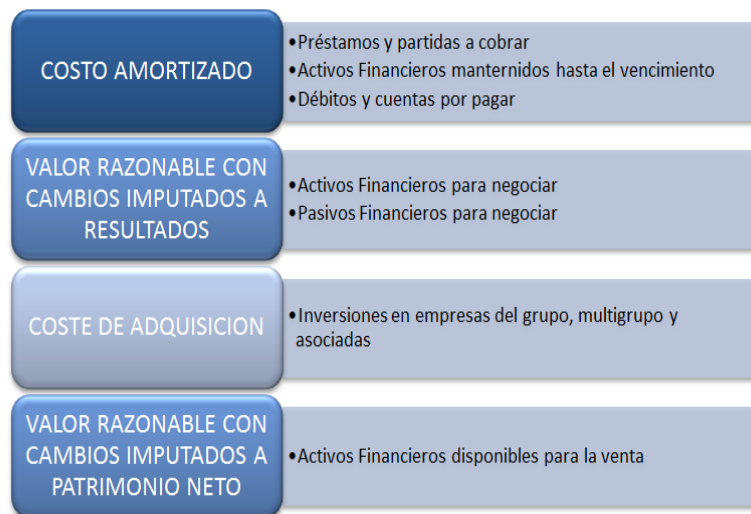 COSTO AMORTIZADO
•Préstamos y partidas a cobrar
•Activos Financieros manternidos hasta el vencimiento
•Débitos y cuentas por pagar
VALOR RAZONABLE CON
CAMBIOS IMPUTADOS A
RESULTADOS
•Activos Financieros para negociar
•Pasivos Financieros para negociar
COSTE DE ADQUISICION
•Inversiones en empresas del grupo, multigrupo y
asociadas
VALOR RAZONABLE CON
CAMBIOS IMPUTADOS A
PATRIMONIO NETO
•Activos Financieros disponibles para la venta